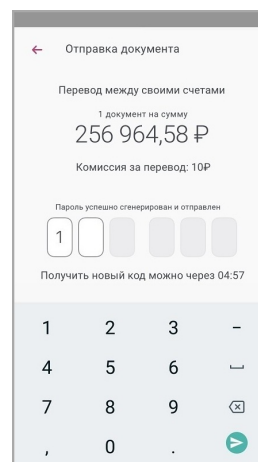 ← Отправка документа
Перевод между своими счетами
1 документ на сумму
256 964,58 ₽
Комиссия за перевод: 10₽
Пароль успешно сгенерирован и отправлен
1
Получить новый код можно через 04:57
1 2 3 –
4 5 6
7 8 9
, 0 .